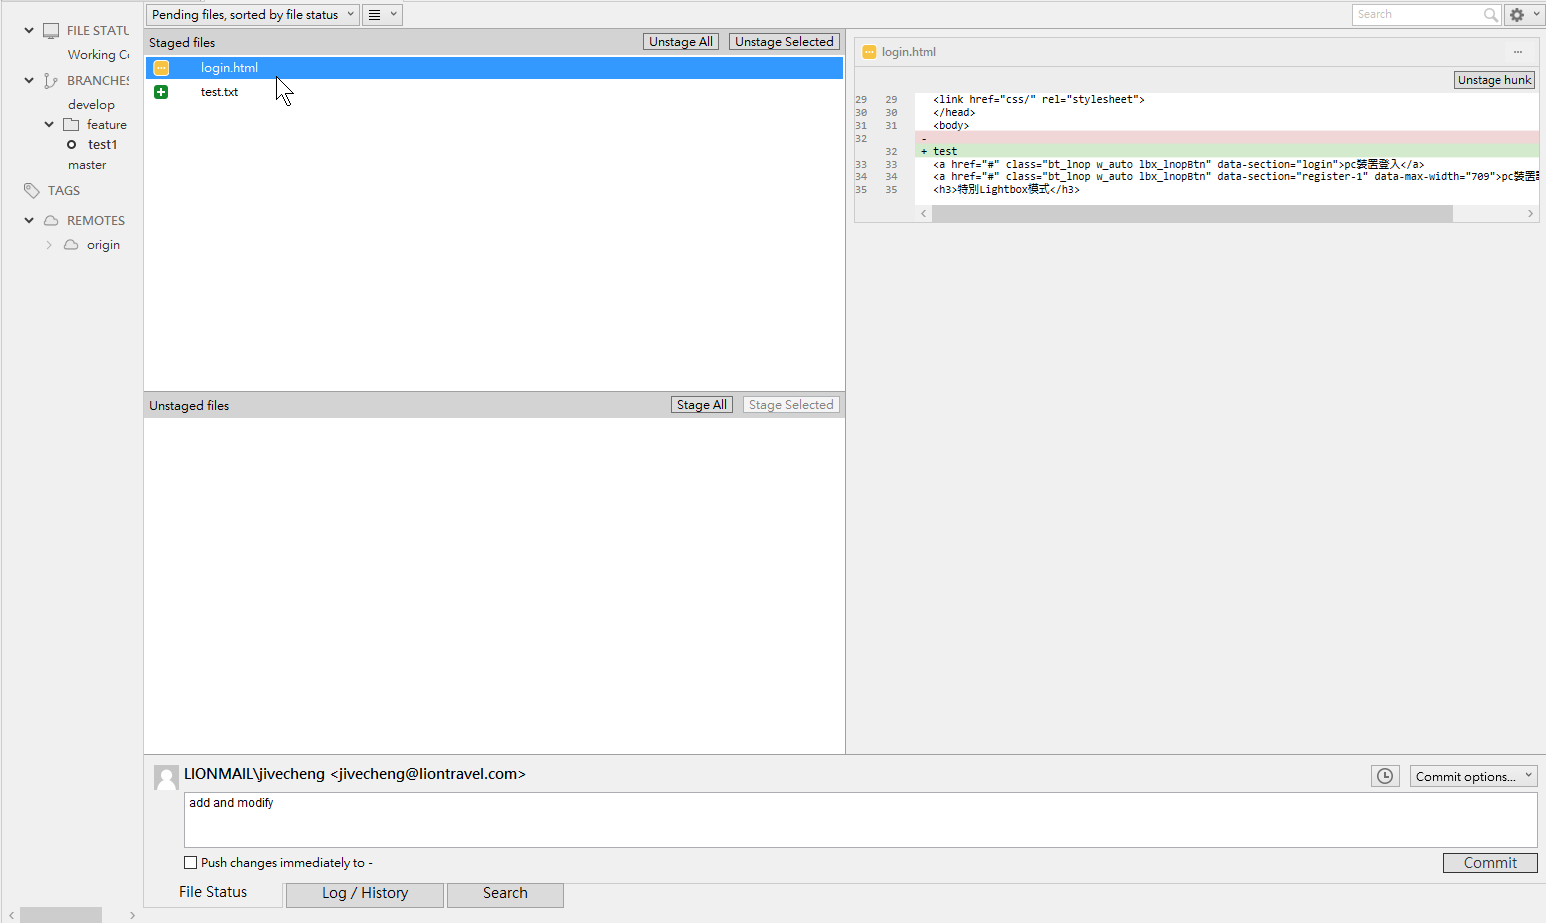 Pending files, sorted by file status
Search
FILE STATU
Working Co
BRANCHES
develop
feature
test1
master
TAGS
REMOTES
origin
Staged files
Unstage All
Unstage Selected
login.html
test.txt
Unstaged files
Stage All
Stage Selected
login.html
Unstage hunk
29 29 <link href="css/" rel="stylesheet">
30 30 </head>
31 31 <body>
32 -
32 + test
33 33 <a href="#" class="bt_lnop w_auto lbx_lnopBtn" data-section="login">pc裝置登入</a>
34 34 <a href="#" class="bt_lnop w_auto lbx_lnopBtn" data-section="register-1" data-max-width="709">pc裝置
35 35 <h3>特別Lightbox模式</h3>
LIONMAIL\jivecheng <jivecheng@liontravel.com>
Commit options...
add and modify
Push changes immediately to -
Commit
File Status
Log / History
Search